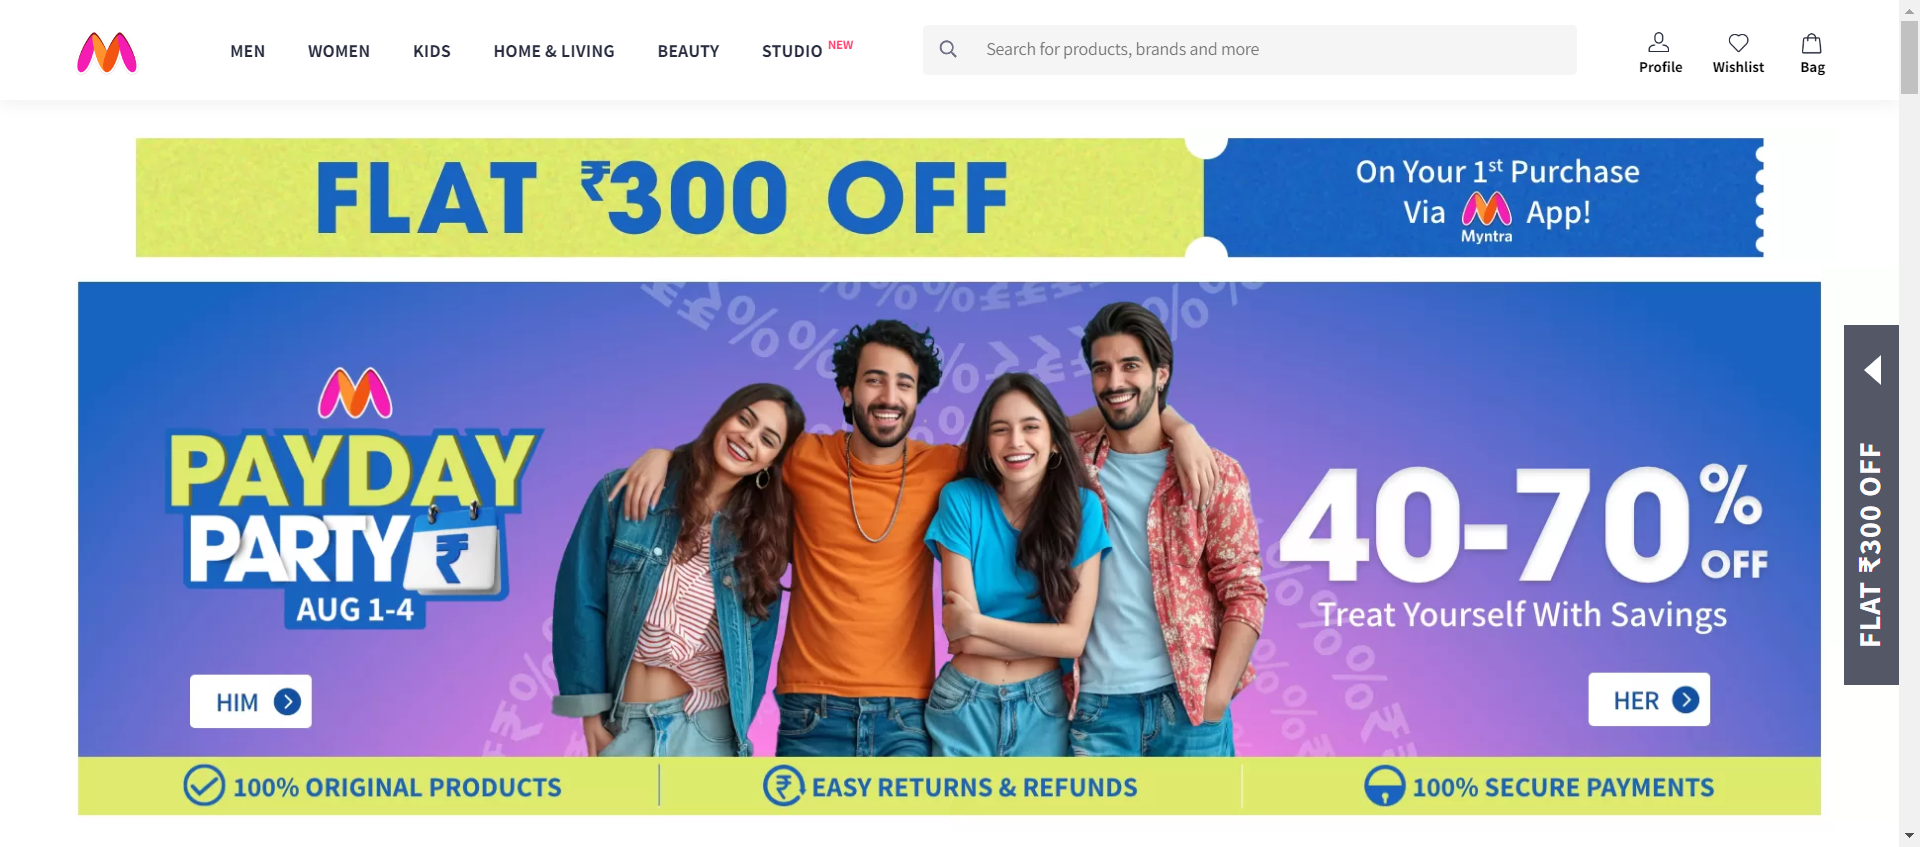 MEN WOMEN KIDS HOME & LIVING BEAUTY STUDIO NEW
Search for products, brands and more
Profile Wishlist Bag
FLAT ₹300 OFF
On Your 1st Purchase
Via Myntra App!
PAYDAY
PARTY ₹
AUG 1-4
40-70% OFF
Treat Yourself With Savings
HIM
HER
FLAT ₹300 OFF
100% ORIGINAL PRODUCTS
EASY RETURNS & REFUNDS
100% SECURE PAYMENTS